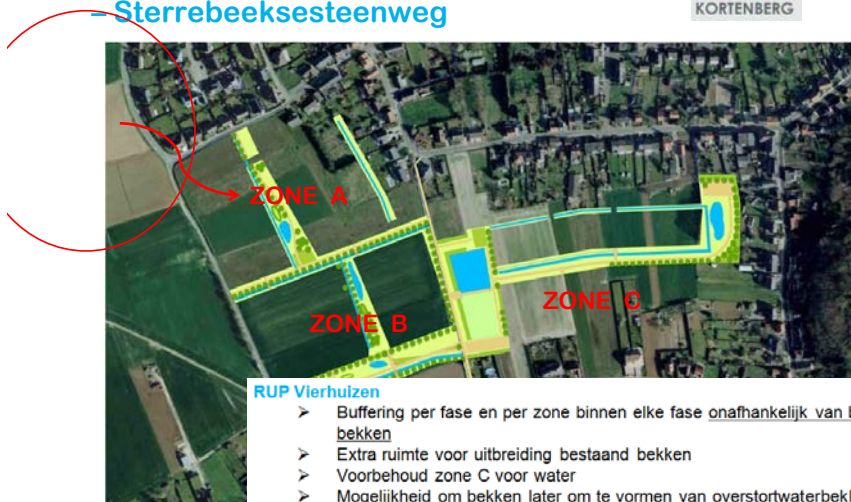 – Sterrebeeksesteenweg
KORTENBERG
ZONE A
ZONE B
ZONE C
RUP Vierhuizen
➢ Buffering per fase en per zone binnen elke fase onafhankelijk van
bekken
➢ Extra ruimte voor uitbreiding bestaand bekken
➢ Voorbehoud zone C voor water
➢ Mogelijkheid om bekken later om te vormen van